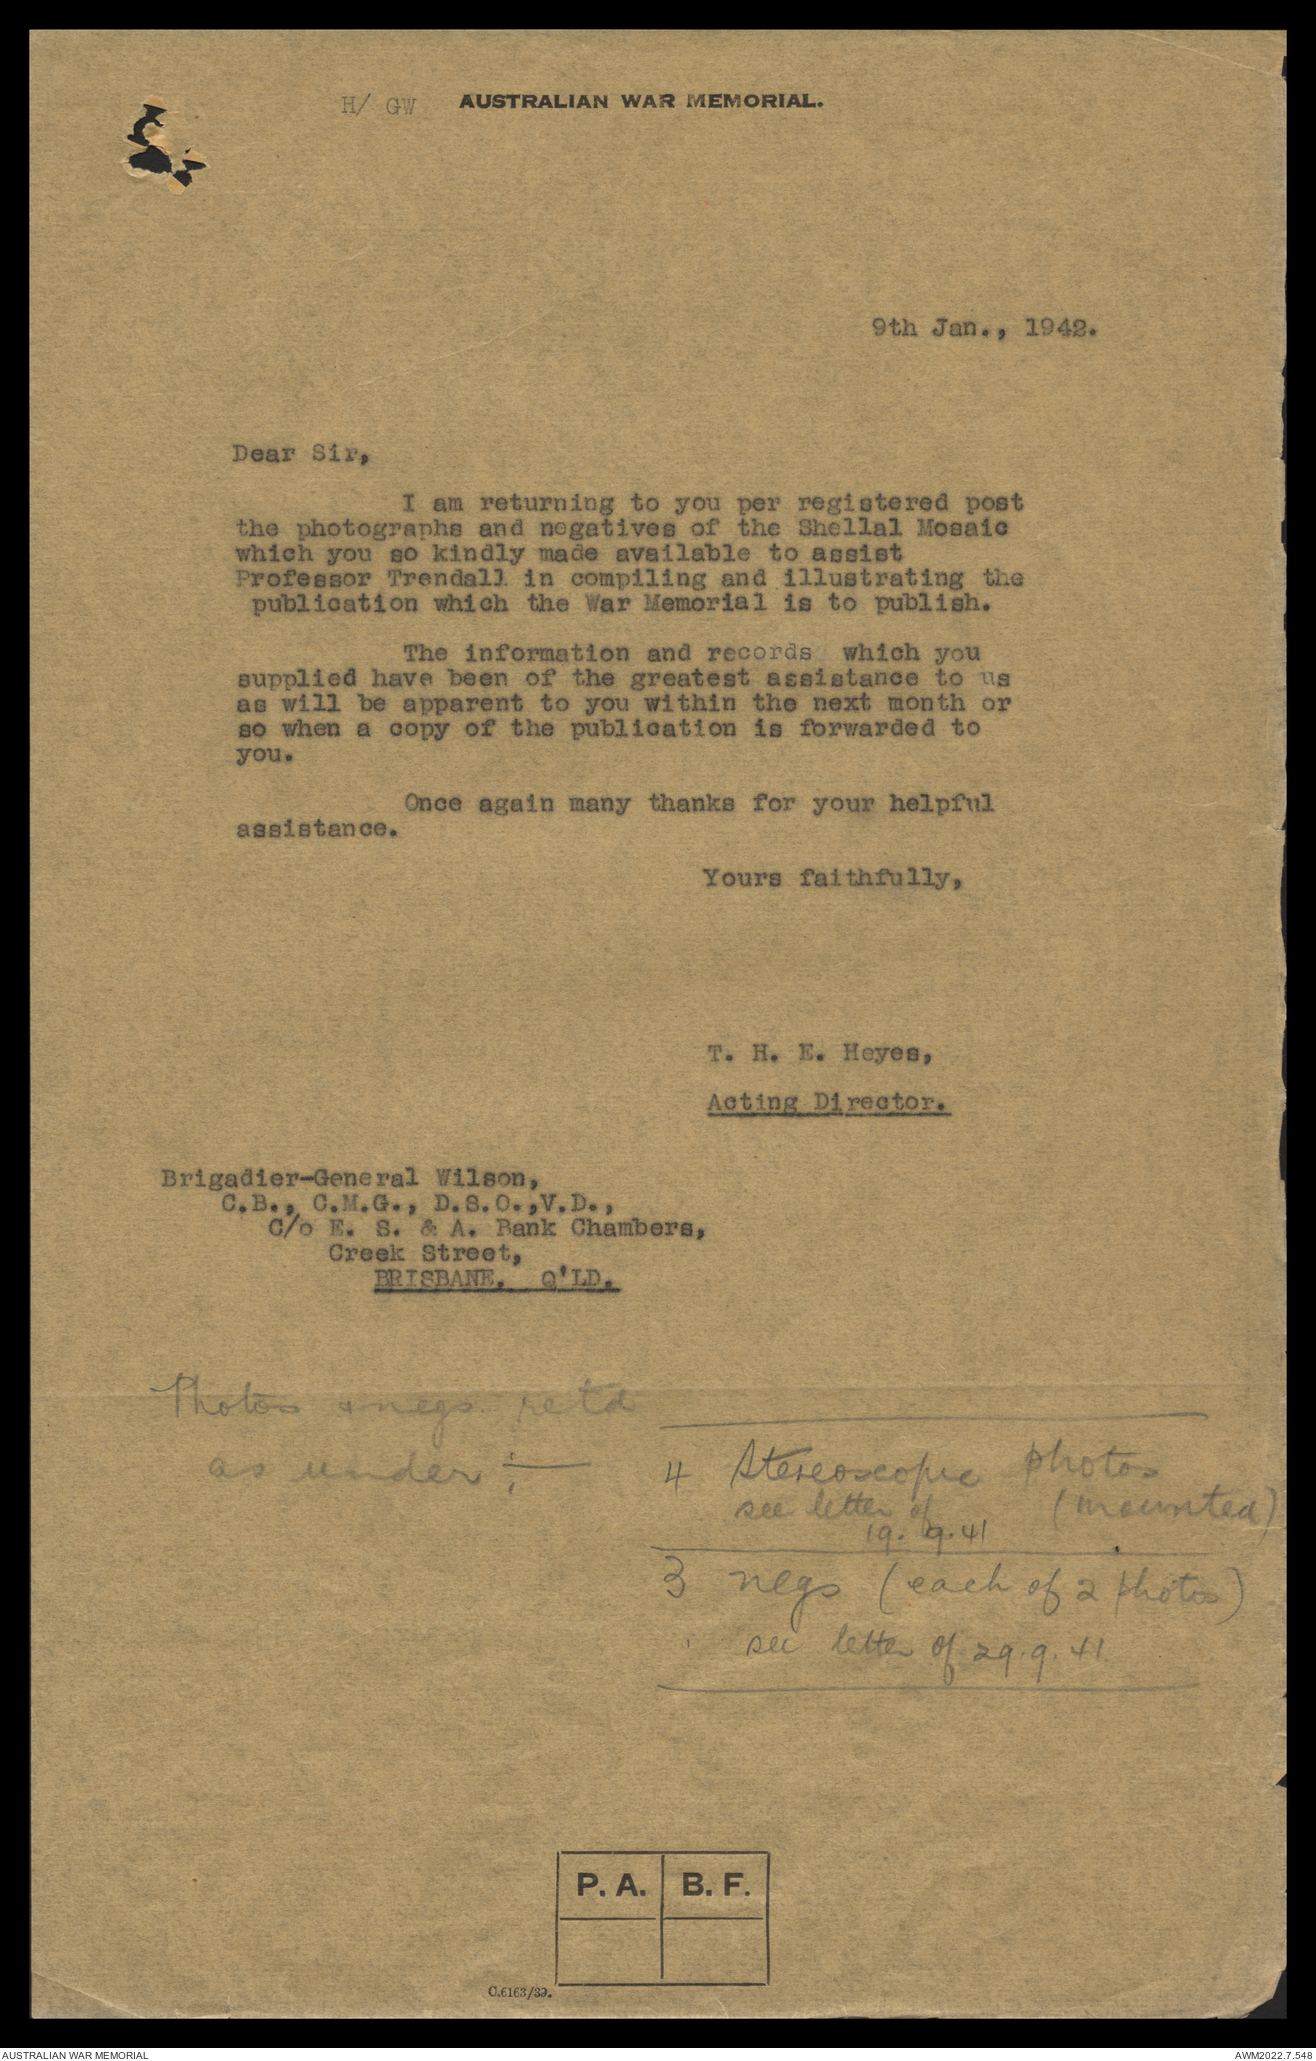 H/ GW AUSTRALIAN WAR MEMORIAL.
9th Jan., 1942.
Dear Sir,
I am returning to you per registered post
the photographs and negatives of the Shellal Mosaic
which you so kindly made available to assist
Professor Trendall in compiling and illustrating the
publication which the War Memorial is to publish.
The information and records which you
supplied have been of the greatest assistance to us
as will be apparent to you within the next month or
so when a copy of the publication is forwarded to
you.
Once again many thanks for your helpful
assistance.
Yours faithfully,
T. H. E. Heyes,
Acting Director.
Brigadier-General Wilson,
C.B., C.M.G., D.S.O.,V.D.,
C/o E. S. & A. Bank Chambers,
Creek Street,
BRISBANE. Q'LD.
Photos & negs retd
as under :—
4 Stereoscopic photos
see letter of (mounted)
19. 9. 41
3 negs (each of 2 photos)
see letter of 29. 9. 41
P. A. B. F.
C.6163/39.
AUSTRALIAN WAR MEMORIAL AWM2022.7.548